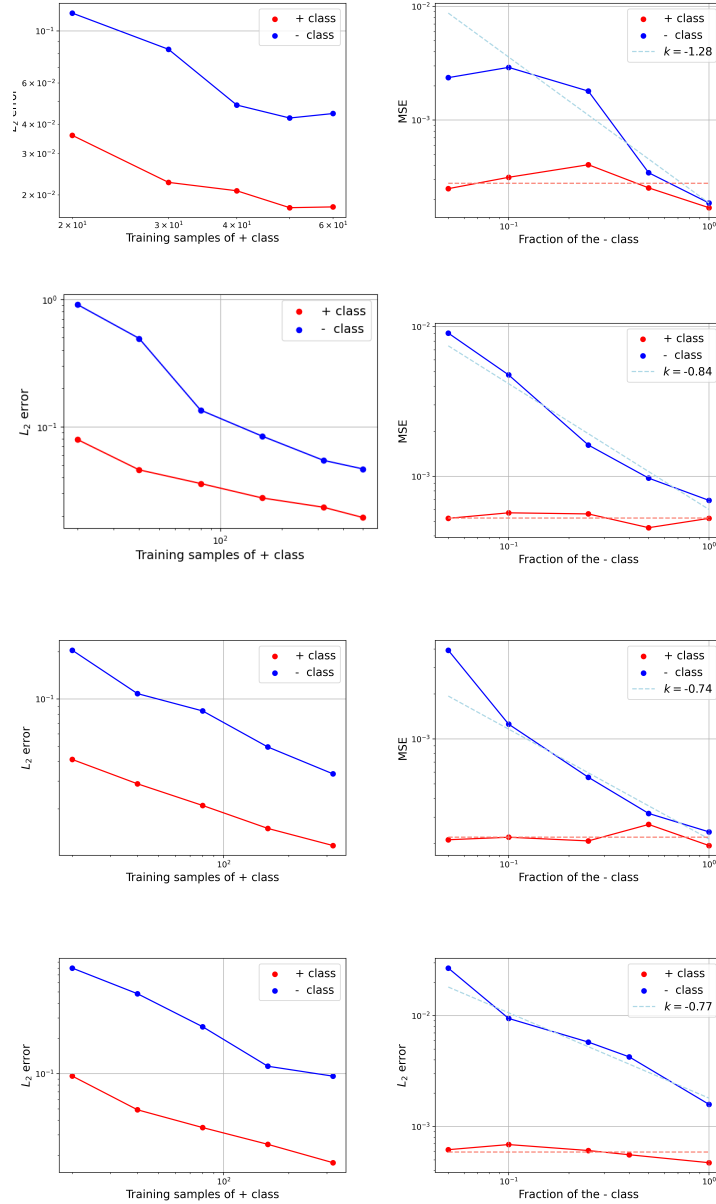 10⁻¹
6 × 10⁻²
4 × 10⁻²
3 × 10⁻²
2 × 10⁻²
L₂ error
+ class
- class
2 × 10¹ 3 × 10¹ 4 × 10¹ 6 × 10¹
Training samples of + class
10⁻²
10⁻³
MSE
+ class
- class
k = -1.28
10⁻¹ 10⁰
Fraction of the - class
10⁰
10⁻¹
L₂ error
+ class
- class
10²
Training samples of + class
10⁻²
10⁻³
MSE
+ class
- class
k = -0.84
10⁻¹ 10⁰
Fraction of the - class
10⁻¹
L₂ error
+ class
- class
10²
Training samples of + class
10⁻³
MSE
+ class
- class
k = -0.74
10⁻¹ 10⁰
Fraction of the - class
10⁻¹
L₂ error
+ class
- class
10²
Training samples of + class
10⁻²
10⁻³
L₂ error
+ class
- class
k = -0.77
10⁻¹ 10⁰
Fraction of the - class